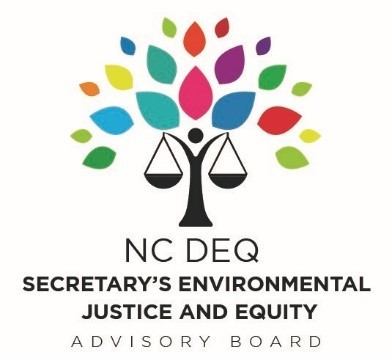 NC DEQ
SECRETARY'S ENVIRONMENTAL
JUSTICE AND EQUITY
ADVISORY BOARD